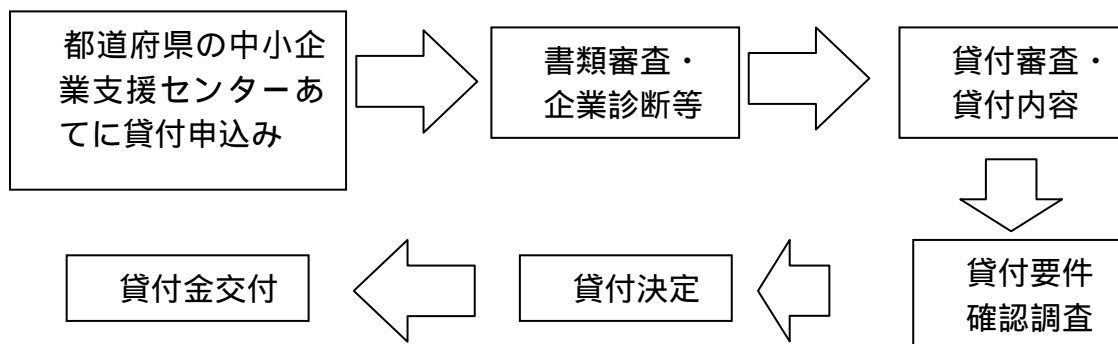 都道府県の中小企
業支援センターあ
てに貸付申込み
書類審査・
企業診断等
貸付審査・
貸付内容
貸付要件
確認調査
貸付決定
貸付金交付